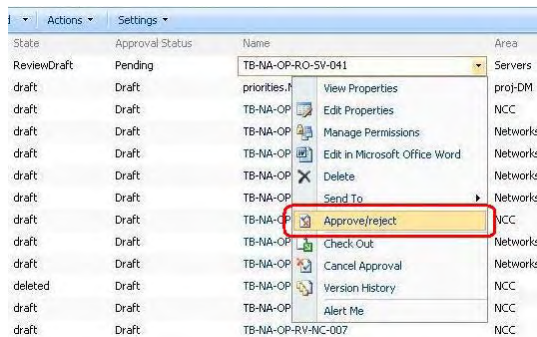 Actions Settings
State Approval Status Name Area
ReviewDraft Pending TB-NA-OP-RO-SV-041 Servers
draft Draft priorities. View Properties proj-DM
draft Draft TB-NA-OP Edit Properties NCC
draft Draft TB-NA-OP Manage Permissions Networks
draft Draft TB-NA-OP Edit in Microsoft Office Word Networks
draft Draft TB-NA-OP Delete Networks
draft Draft TB-NA-OP Send To Networks
draft Draft TB-NA-OP Approve/reject NCC
draft Draft TB-NA-OP Check Out Networks
draft Draft TB-NA-OP Cancel Approval Networks
deleted Draft TB-NA-OP Version History NCC
draft Draft TB-NA-OP Alert Me NCC
draft Draft TB-NA-OP-RV-NC-007 NCC